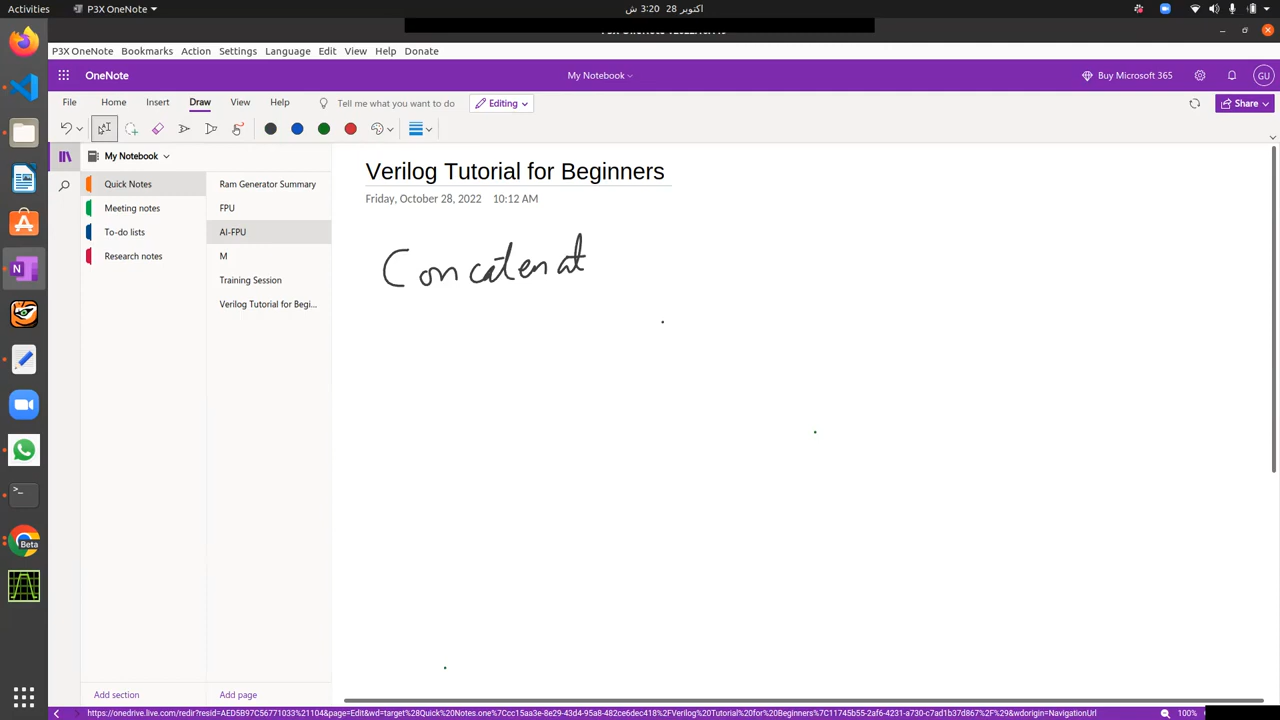 Activities P3X OneNote 28 اکتوبر 3:20 ش
P3X OneNote Bookmarks Action Settings Language Edit View Help Donate
OneNote My Notebook Buy Microsoft 365 GU
File Home Insert Draw View Help Tell me what you want to do Editing Share
My Notebook
Quick Notes
Meeting notes
To-do lists
Research notes
Ram Generator Summary
FPU
AI-FPU
M
Training Session
Verilog Tutorial for Begi...
Verilog Tutorial for Beginners
Friday, October 28, 2022 10:12 AM
Concatenat
Beta
Add section Add page
https://onedrive.live.com/redir?resid=AED5B97C56771033%21104&page=Edit&wd=target%28Quick%20Notes.one%7Ccc15aa3e-8e29-43d4-95a8-482ce6dec418%2FVerilog%20Tutorial%20for%20Beginners%7C11745b55-2af6-4231-a730-c7ad1b37d867%2F%29&wdorigin=NavigationUrl 100%